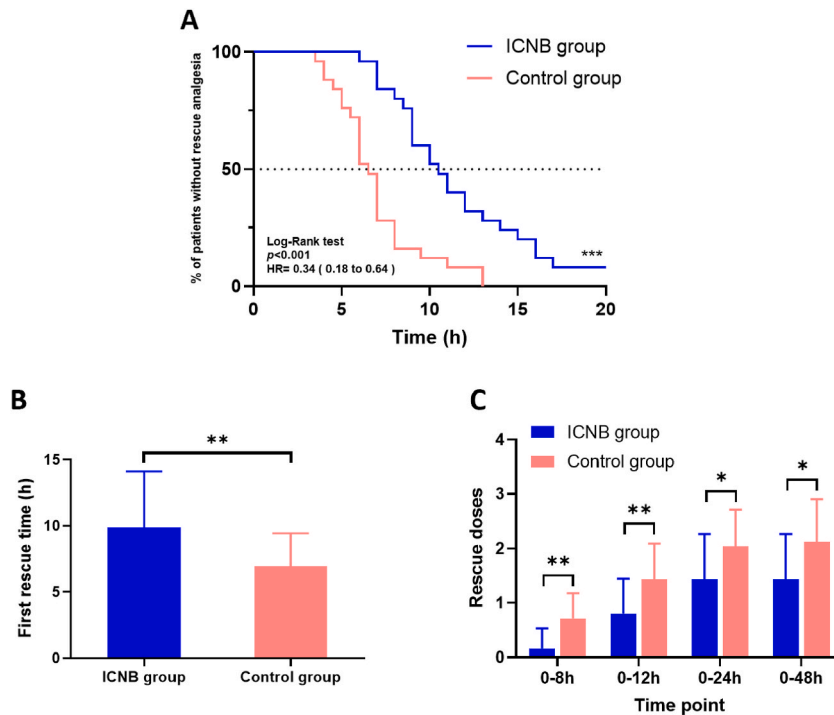 A
ICNB group
Control group
% of patients without rescue analgesia
100
50
0
Log-Rank test
p<0.001
HR= 0.34 ( 0.18 to 0.64 )
***
0
5
10
15
20
Time (h)
B
First rescue time (h)
15
10
5
0
**
ICNB group
Control group
C
ICNB group
Control group
Rescue doses
4
3
2
1
0
**
**
*
*
0-8h
0-12h
0-24h
0-48h
Time point